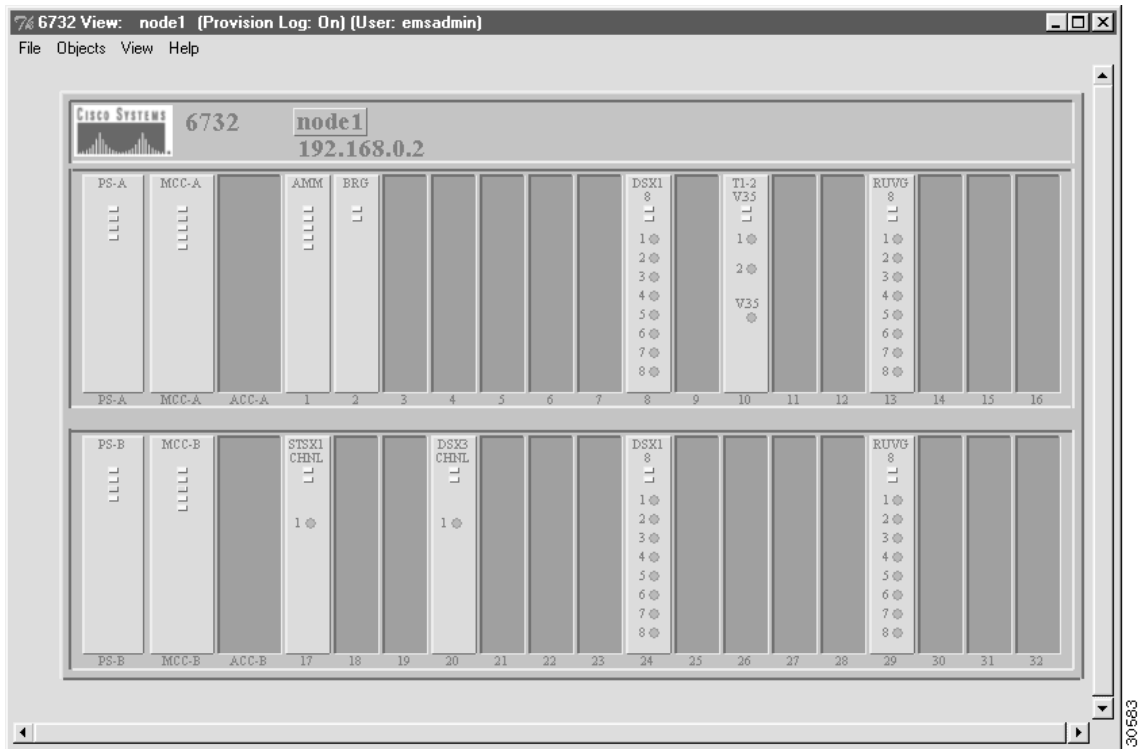 7% 6732 View: node1 (Provision Log: On) (User: emsadmin)
File Objects View Help
CISCO SYSTEMS
6732
node1
192.168.0.2
PS-A MCC-A AMM BRG DSX1 8 T1-2 V35 RUVG 8
1 1 1
2 2 2
3 3
4 V35 4
5 5
6 6
7 7
8 8
PS-A MCC-A ACC-A 1 2 3 4 5 6 7 8 9 10 11 12 13 14 15 16
PS-B MCC-B STSX1 CHNL DSX3 CHNL DSX1 8 RUVG 8
1 1 1 1
2 2
3 3
4 4
5 5
6 6
7 7
8 8
PS-B MCC-B ACC-B 17 18 19 20 21 22 23 24 25 26 27 28 29 30 31 32
30583